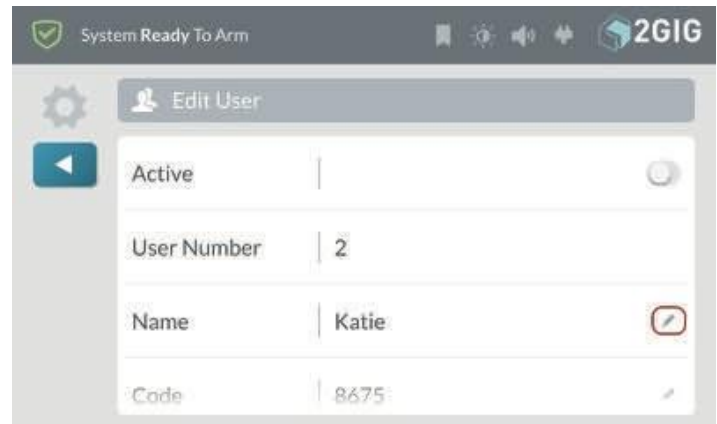 System Ready To Arm
2GIG
Edit User
Active
User Number 2
Name Katie
Code 8675